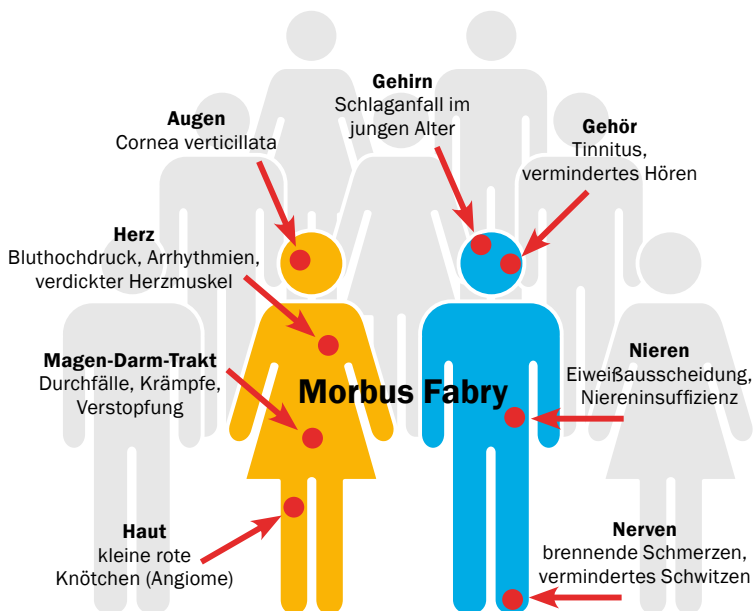 Gehirn
Schlaganfall im
jungen Alter
Augen
Cornea verticillata
Gehör
Tinnitus,
vermindertes Hören
Herz
Bluthochdruck, Arrhythmien,
verdickter Herzmuskel
Magen-Darm-Trakt
Durchfälle, Krämpfe,
Verstopfung
Morbus Fabry
Nieren
Eiweißausscheidung,
Niereninsuffizienz
Haut
kleine rote
Knötchen (Angiome)
Nerven
brennende Schmerzen,
vermindertes Schwitzen